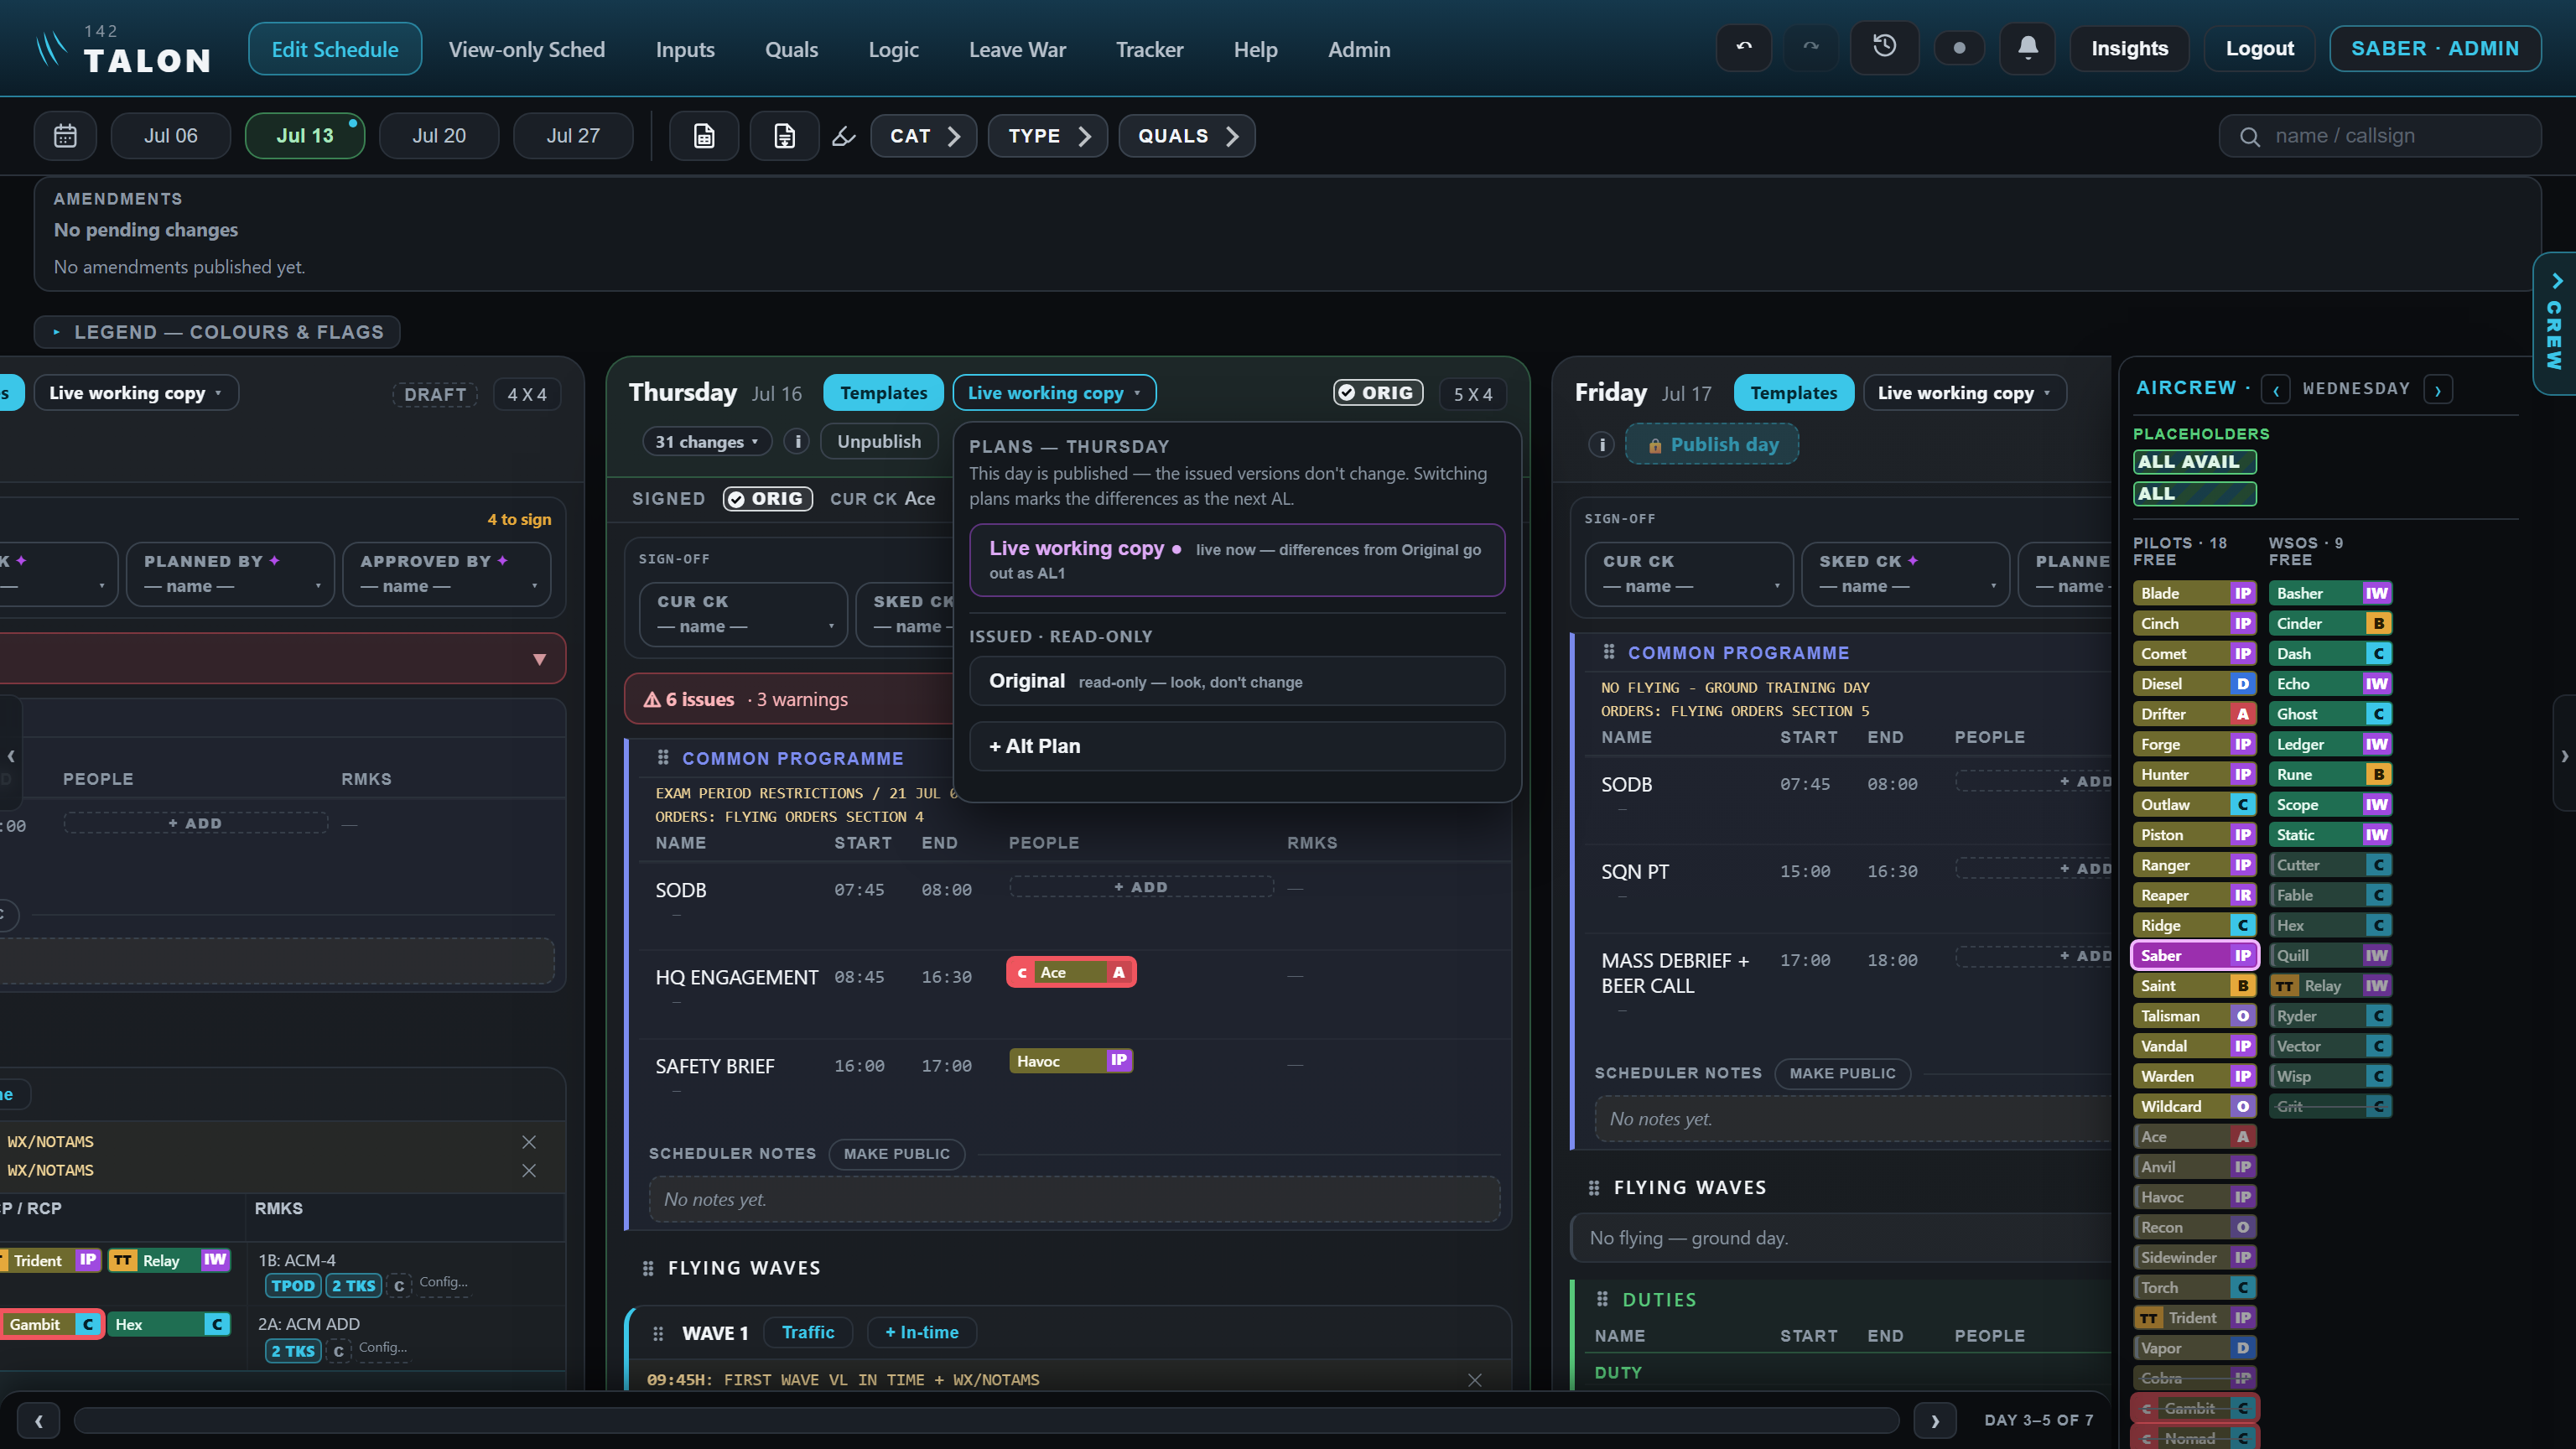 142
TALON
Edit Schedule
View-only Sched
Inputs
Quals
Logic
Leave War
Tracker
Help
Admin
Insights
Logout
SABER · ADMIN
Jul 06
Jul 13
Jul 20
Jul 27
CAT
TYPE
QUALS
name / callsign
AMENDMENTS
No pending changes
No amendments published yet.
LEGEND — COLOURS & FLAGS
CREW
Live working copy
DRAFT
4 X 4
4 to sign
PLANNED BY
— name —
APPROVED BY
— name —
PEOPLE
RMKS
:00
+ ADD
—
WX/NOTAMS
WX/NOTAMS
P / RCP
RMKS
Trident IP
TT Relay IW
1B: ACM-4
TPOD 2 TKS C Config...
Gambit C
Hex C
2A: ACM ADD
2 TKS C Config...
Thursday Jul 16
Templates
Live working copy
ORIG
5 X 4
31 changes
i
Unpublish
SIGNED ORIG CUR CK Ace
SIGN-OFF
CUR CK
— name —
SKED CK
— name —
6 issues · 3 warnings
PLANS — THURSDAY
This day is published — the issued versions don't change. Switching
plans marks the differences as the next AL.
Live working copy ● live now — differences from Original go
out as AL1
ISSUED · READ-ONLY
Original read-only — look, don't change
+ Alt Plan
COMMON PROGRAMME
EXAM PERIOD RESTRICTIONS / 21 JUL
ORDERS: FLYING ORDERS SECTION 4
NAME START END PEOPLE RMKS
SODB 07:45 08:00 + ADD —
—
HQ ENGAGEMENT 08:45 16:30 C Ace A —
—
SAFETY BRIEF 16:00 17:00 Havoc IP —
—
SCHEDULER NOTES MAKE PUBLIC
No notes yet.
FLYING WAVES
WAVE 1 Traffic + In-time
09:45H: FIRST WAVE VL IN TIME + WX/NOTAMS
Friday Jul 17
Templates
Live working copy
i
Publish day
SIGN-OFF
CUR CK
— name —
SKED CK
— name —
PLANNE
— name -
COMMON PROGRAMME
NO FLYING - GROUND TRAINING DAY
ORDERS: FLYING ORDERS SECTION 5
NAME START END PEOPLE
SODB 07:45 08:00 + ADD
—
SQN PT 15:00 16:30 + ADD
—
MASS DEBRIEF + 17:00 18:00 + ADD
BEER CALL
—
SCHEDULER NOTES MAKE PUBLIC
No notes yet.
FLYING WAVES
No flying — ground day.
DUTIES
NAME START END PEOPLE
DUTY
AIRCREW · WEDNESDAY
PLACEHOLDERS
ALL AVAIL
ALL
PILOTS · 18
FREE
WSOS · 9
FREE
Blade IP
Cinch IP
Comet IP
Diesel D
Drifter A
Forge IP
Hunter IP
Outlaw C
Piston IP
Ranger IP
Reaper IR
Ridge C
Saber IP
Saint B
Talisman O
Vandal IP
Warden IP
Wildcard O
Ace A
Anvil IP
Havoc IP
Recon O
Sidewinder IP
Torch C
TT Trident IP
Vapor D
Cobra IP
C Gambit C
C Nomad C
Basher IW
Cinder B
Dash C
Echo IW
Ghost C
Ledger IW
Rune B
Scope IW
Static IW
Cutter C
Fable C
Hex C
Quill IW
TT Relay IW
Ryder C
Vector C
Wisp C
Grit C
DAY 3–5 OF 7